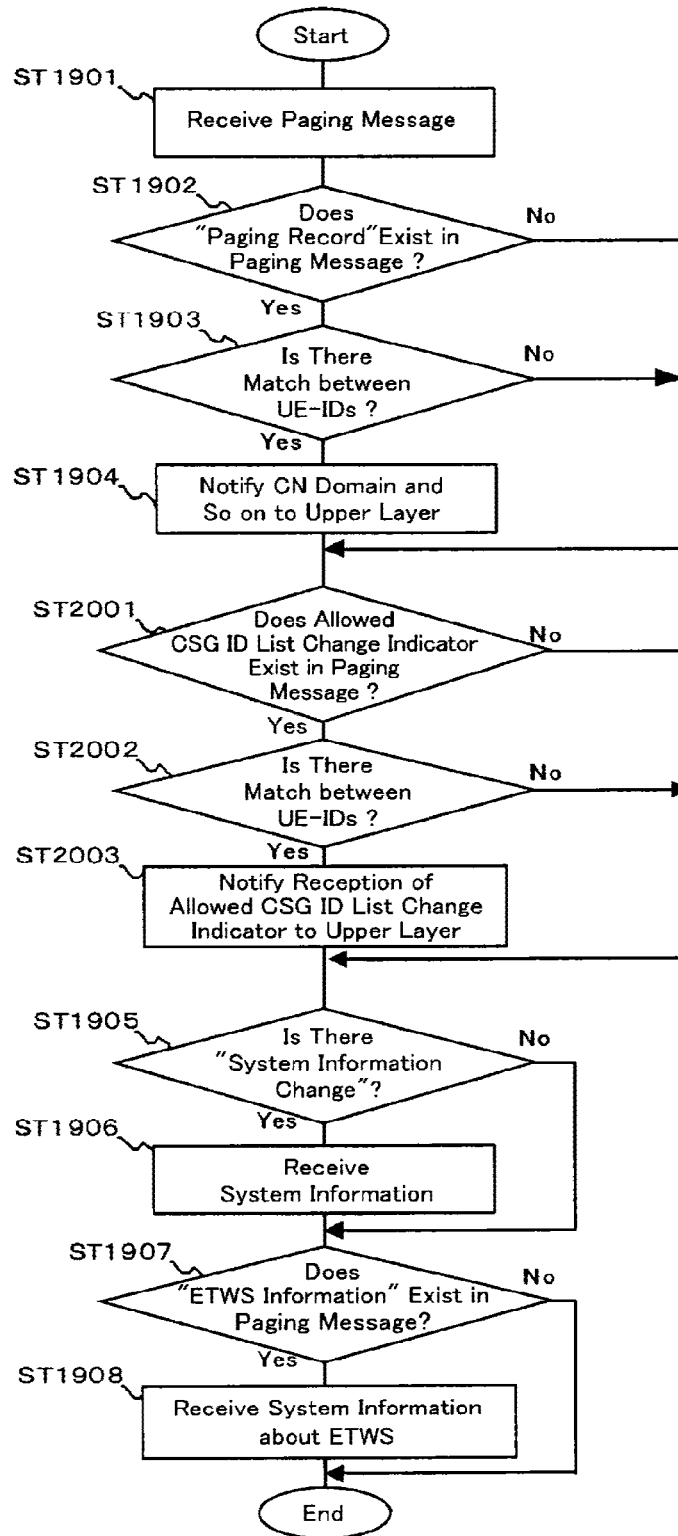 Start
ST1901
Receive Paging Message
ST1902
Does
"Paging Record"Exist in
Paging Message ?
No
Yes
ST1903
Is There
Match between
UE-IDs ?
No
Yes
ST1904
Notify CN Domain and
So on to Upper Layer
ST2001
Does Allowed
CSG ID List Change Indicator
Exist in Paging
Message ?
No
Yes
ST2002
Is There
Match between
UE-IDs ?
No
Yes
ST2003
Notify Reception of
Allowed CSG ID List Change
Indicator to Upper Layer
ST1905
Is There
"System Information
Change"?
No
Yes
ST1906
Receive
System Information
ST1907
Does
"ETWS Information" Exist in
Paging Message?
No
Yes
ST1908
Receive System Information
about ETWS
End